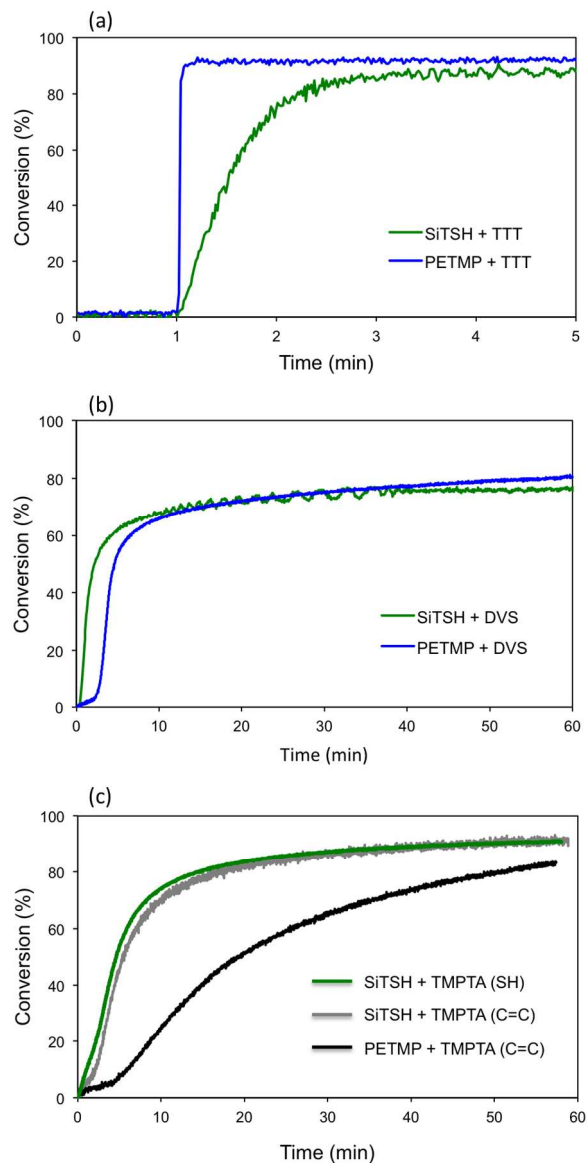 (a)
100
80
60
40
20
0
Conversion (%)
SiTSH + TTT
PETMP + TTT
0 1 2 3 4 5
Time (min)
(b)
100
80
60
40
20
0
Conversion (%)
SiTSH + DVS
PETMP + DVS
0 10 20 30 40 50 60
Time (min)
(c)
100
80
60
40
20
0
Conversion (%)
SiTSH + TMPTA (SH)
SiTSH + TMPTA (C=C)
PETMP + TMPTA (C=C)
0 10 20 30 40 50 60
Time (min)